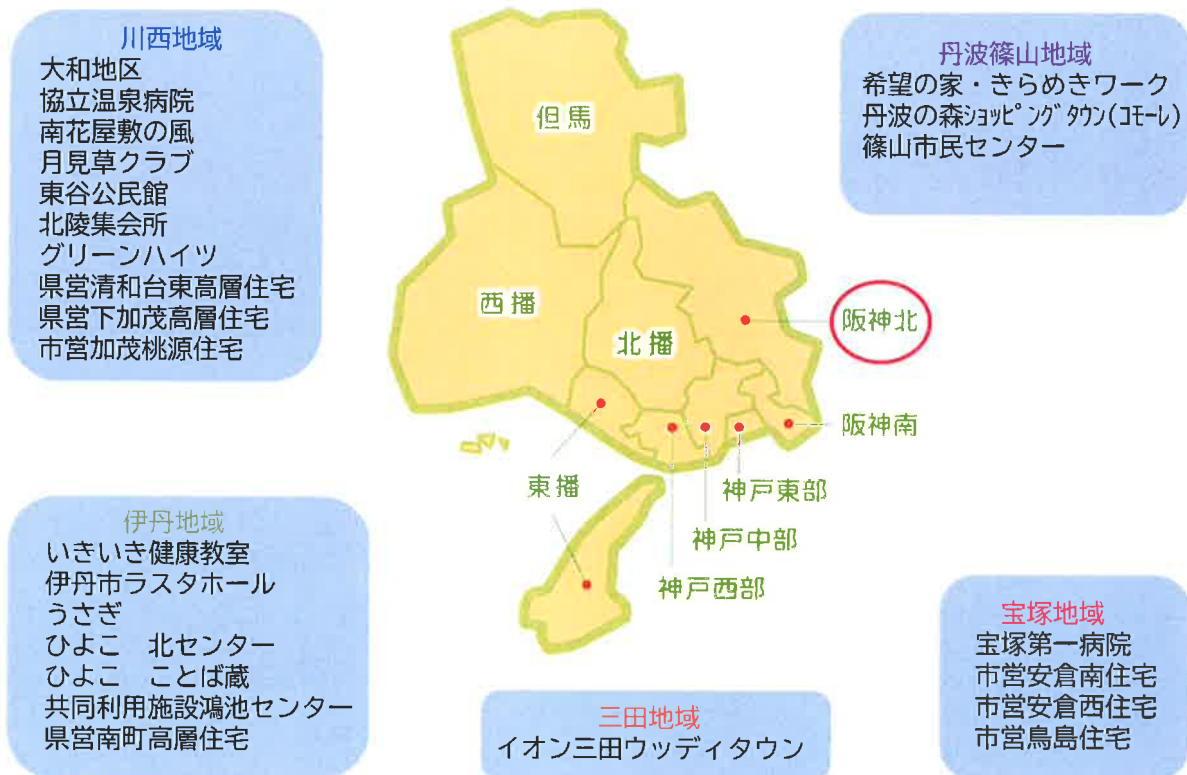 川西地域
大和地区
協立温泉病院
南花屋敷の風
月見草クラブ
東谷公民館
北陵集会所
グリーンハイツ
県営清和台東高層住宅
県営下加茂高層住宅
市営加茂桃源住宅
丹波篠山地域
希望の家・きらめきワーク
丹波の森ショッピングタウン(コモーレ)
篠山市民センター
但馬
西播
北播
阪神北
阪神南
東播
神戸東部
神戸中部
神戸西部
伊丹地域
いきいき健康教室
伊丹市ラスタホール
うさぎ
ひよこ　北センター
ひよこ　ことば蔵
共同利用施設鴻池センター
県営南町高層住宅
三田地域
イオン三田ウッディタウン
宝塚地域
宝塚第一病院
市営安倉南住宅
市営安倉西住宅
市営鳥島住宅